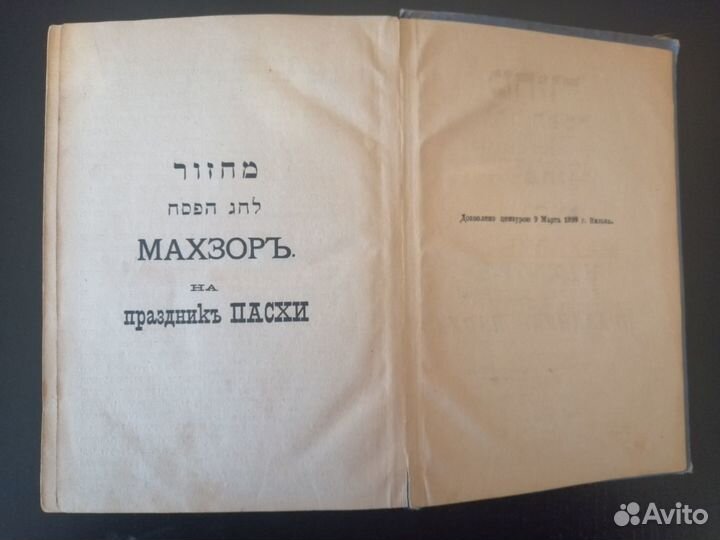 מחזור
לחג הפסח
МАХЗОРЪ.
НА
праздникъ ПАСХИ
Дозволено цензурою 9 Марта 1899 г. Вильна.
Avito